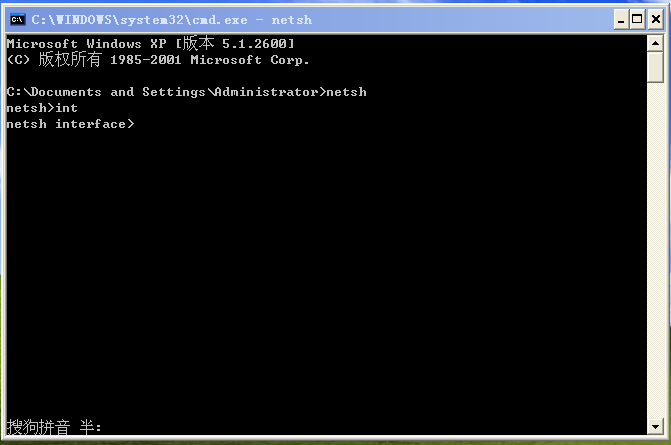 C:\WINDOWS\system32\cmd.exe - netsh
Microsoft Windows XP [版本 5.1.2600]
(C) 版权所有 1985-2001 Microsoft Corp.
C:\Documents and Settings\Administrator>netsh
netsh>int
netsh interface>
搜狗拼音 半: